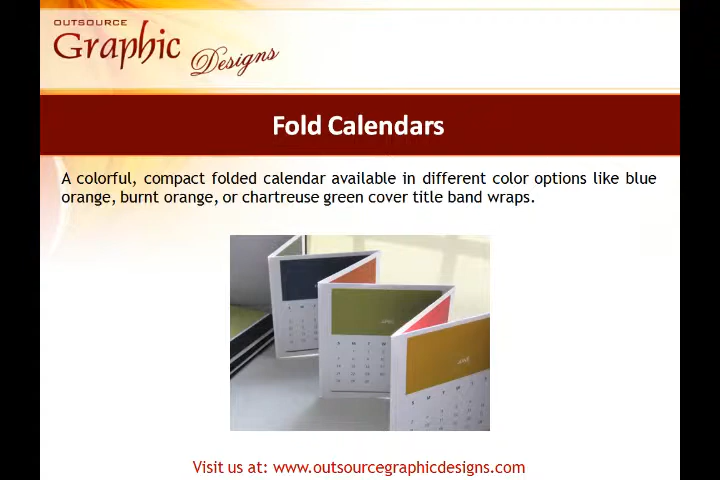 OUTSOURCE
Graphic Designs
Fold Calendars
A colorful, compact folded calendar available in different color options like blue
orange, burnt orange, or chartreuse green cover title band wraps.
Visit us at: www.outsourcegraphicdesigns.com